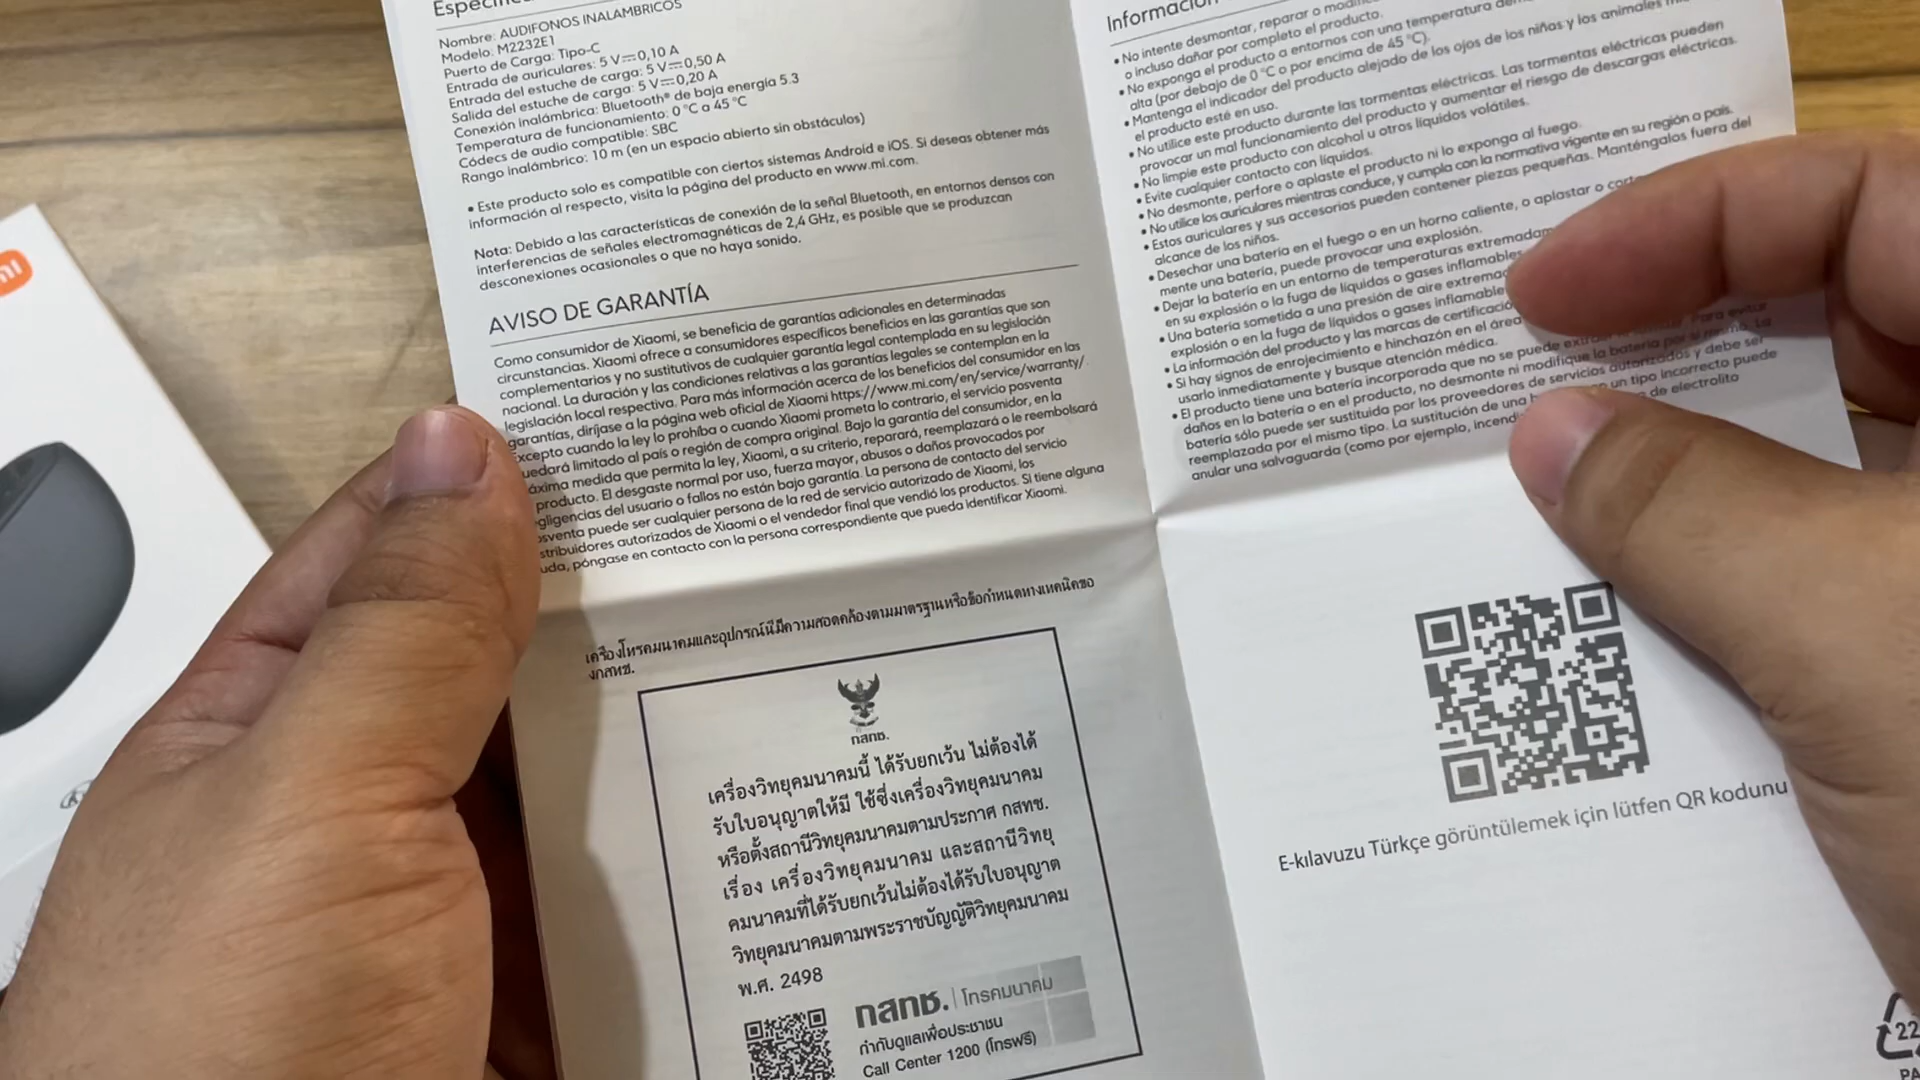 Nombre: AUDIFONOS INALAMBRICOS
Modelo: M2232E1
Puerto de Carga: Tipo-C
Entrada de auriculares: 5 V⎓0,10 A
Entrada del estuche de carga: 5 V⎓0,50 A
Salida del estuche de carga: 5 V⎓0,20 A
Conexión inalámbrica: Bluetooth® de baja energía 5.3
Temperatura de funcionamiento: 0 °C a 45 °C
Códecs de audio compatible: SBC
Rango inalámbrico: 10 m (en un espacio abierto sin obstáculos)
• Este producto solo es compatible con ciertos sistemas Android e iOS. Si deseas obtener más
información al respecto, visita la página del producto en www.mi.com.
Nota: Debido a las características de conexión de la señal Bluetooth, en entornos densos con
interferencias de señales electromagnéticas de 2,4 GHz, es posible que se produzcan
desconexiones ocasionales o que no haya sonido.
AVISO DE GARANTÍA
Como consumidor de Xiaomi, se beneficia de garantías adicionales en determinadas
circunstancias. Xiaomi ofrece a consumidores específicos beneficios en las garantías que son
complementarios y no sustitutivos de cualquier garantía legal contemplada en su legislación
nacional. La duración y las condiciones relativas a las garantías legales se contemplan en la
legislación local respectiva. Para más información acerca de los beneficios del consumidor en las
garantías, diríjase a la página web oficial de Xiaomi https://www.mi.com/en/service/warranty/.
xcepto cuando la ley lo prohíba o cuando Xiaomi prometa lo contrario, el servicio posventa
uedará limitado al país o región de compra original. Bajo la garantía del consumidor, en la
áxima medida que permita la ley, Xiaomi, a su criterio, reparará, reemplazará o le reembolsará
producto. El desgaste normal por uso, fuerza mayor, abusos o daños provocados por
gligencias del usuario o fallos no están bajo garantía. La persona de contacto del servicio
sventa puede ser cualquier persona de la red de servicio autorizado de Xiaomi, los
stribuidores autorizados de Xiaomi o el vendedor final que vendió los productos. Si tiene alguna
uda, póngase en contacto con la persona correspondiente que pueda identificar Xiaomi.
เครื่องโทรคมนาคมและอุปกรณ์นี้มีความสอดคล้องตามมาตรฐานหรือข้อกำหนดทางเทคนิคขอ
งกสทช.
กสทช.
เครื่องวิทยุคมนาคมนี้ ได้รับยกเว้น ไม่ต้องได้
รับใบอนุญาตให้มี ใช้ซึ่งเครื่องวิทยุคมนาคม
หรือตั้งสถานีวิทยุคมนาคมตามประกาศ กสทช.
เรื่อง เครื่องวิทยุคมนาคม และสถานีวิทยุ
คมนาคมที่ได้รับยกเว้นไม่ต้องได้รับใบอนุญาต
วิทยุคมนาคมตามพระราชบัญญัติวิทยุคมนาคม
พ.ศ. 2498
กสทช. | โทรคมนาคม
กำกับดูแลเพื่อประชาชน
Call Center 1200 (โทรฟรี)
• No intente desmontar, reparar o
o incluso dañar por completo el producto.
• No exponga el producto a entornos con una temperatura
alta (por debajo de 0 °C o por encima de 45 °C).
• Mantenga el indicador del producto alejado de los ojos de los niños y los animales
el producto esté en uso.
• No utilice este producto durante las tormentas eléctricas. Las tormentas eléctricas pueden
provocar un mal funcionamiento del producto y aumentar el riesgo de descargas eléctricas.
• No limpie este producto con alcohol u otros líquidos volátiles.
• Evite cualquier contacto con líquidos.
• No desmonte, perfore o aplaste el producto ni lo exponga al fuego.
• No utilice los auriculares mientras conduce, y cumpla con la normativa vigente en su región o país.
• Estos auriculares y sus accesorios pueden contener piezas pequeñas. Manténgalos fuera del
alcance de los niños.
• Desechar una batería en el fuego o en un horno caliente, o aplastar o
mente una batería, puede provocar una explosión.
• Dejar la batería en un entorno de temperaturas
en su explosión o la fuga de líquidos o gases inflamables
• Una batería sometida a una presión de aire
explosión o en la fuga de líquidos o gases
• La información del producto y las marcas de
• Si hay signos de enrojecimiento e hinchazón en el área
usarlo inmediatamente y busque atención médica.
• El producto tiene una batería incorporada que no se puede
daños en la batería o en el producto, no desmonte ni modifique la batería por sí mismo. La
batería sólo puede ser sustituida por los proveedores de servicios autorizados y debe ser
reemplazada por el mismo tipo. La sustitución de una un tipo incorrecto puede
anular una salvaguarda (como por ejemplo, de electrolito
E-kılavuzu Türkçe görüntülemek için lütfen QR kodunu
22